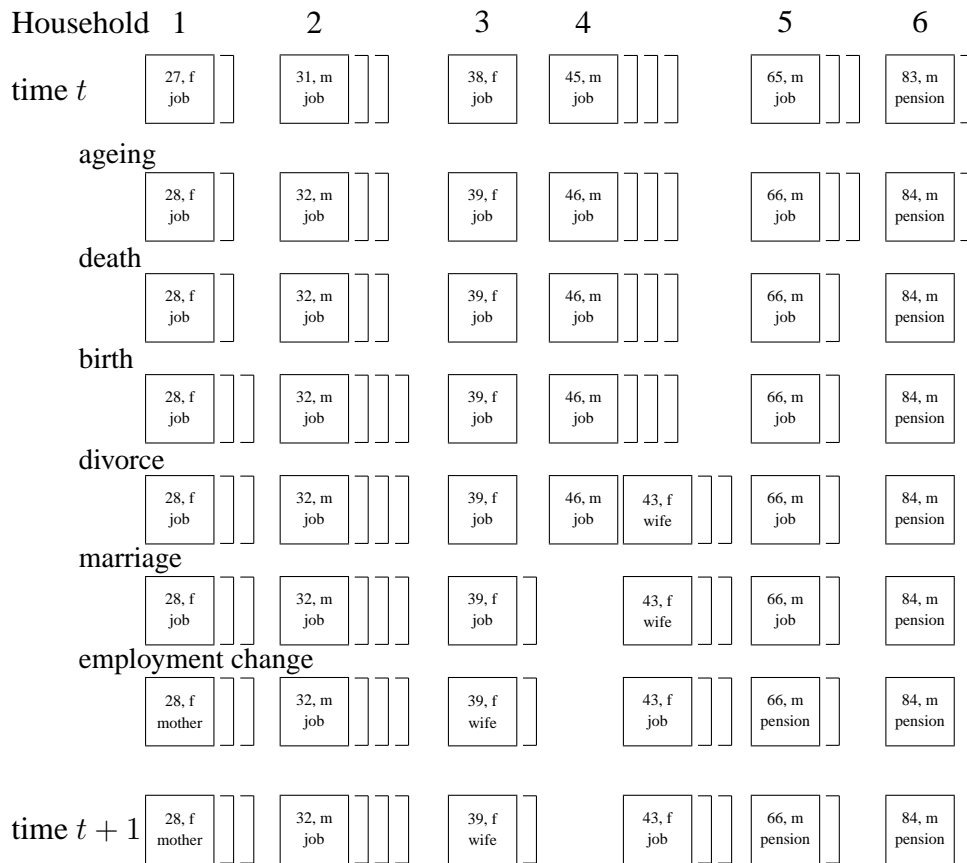 Household 1 2 3 4 5 6
time t
27, f 31, m 38, f 45, m 65, m 83, m
job job job job job pension
ageing
28, f 32, m 39, f 46, m 66, m 84, m
job job job job job pension
death
28, f 32, m 39, f 46, m 66, m 84, m
job job job job job pension
birth
28, f 32, m 39, f 46, m 66, m 84, m
job job job job job pension
divorce
28, f 32, m 39, f 46, m 43, f 66, m 84, m
job job job job wife job pension
marriage
28, f 32, m 39, f 43, f 66, m 84, m
job job job wife job pension
employment change
28, f 32, m 39, f 43, f 66, m 84, m
mother job wife job pension pension
time t + 1
28, f 32, m 39, f 43, f 66, m 84, m
mother job wife job pension pension